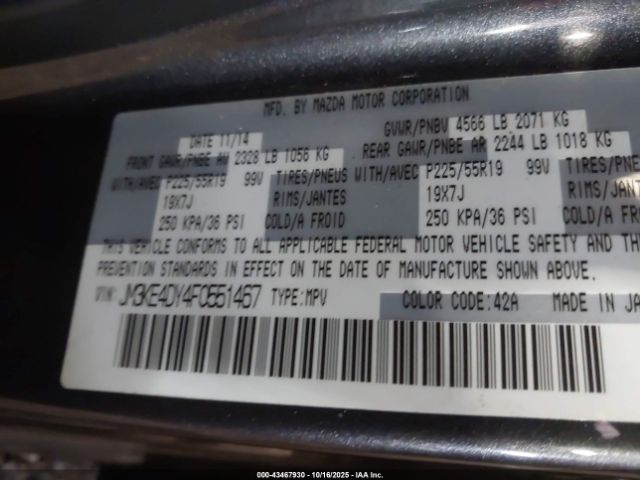 MFD. BY MAZDA MOTOR CORPORATION
DATE 11/14 GVWR/PNBV 4566 LB 2071 KG
FRONT GAWR/PNBE AV 2328 LB 1056 KG REAR GAWR/PNBE AR 2244 LB 1018 KG
WITH/AVEC P225/55R19 99V TIRES/PNEUS WITH/AVEC P225/55R19 99V TIRES/PNEUS
19X7J RIMS/JANTES 19X7J RIMS/JANTES
250 KPA/36 PSI COLD/A FROID 250 KPA/36 PSI COLD/A FROID
THIS VEHICLE CONFORMS TO ALL APPLICABLE FEDERAL MOTOR VEHICLE SAFETY AND THE
PREVENTION STANDARDS IN EFFECT ON THE DATE OF MANUFACTURE SHOWN ABOVE.
VIN: JM3KE4DY4F0551467 TYPE:MPV COLOR CODE:42A MADE IN JA
000-43467930 - 10/16/2025 - IAA Inc.